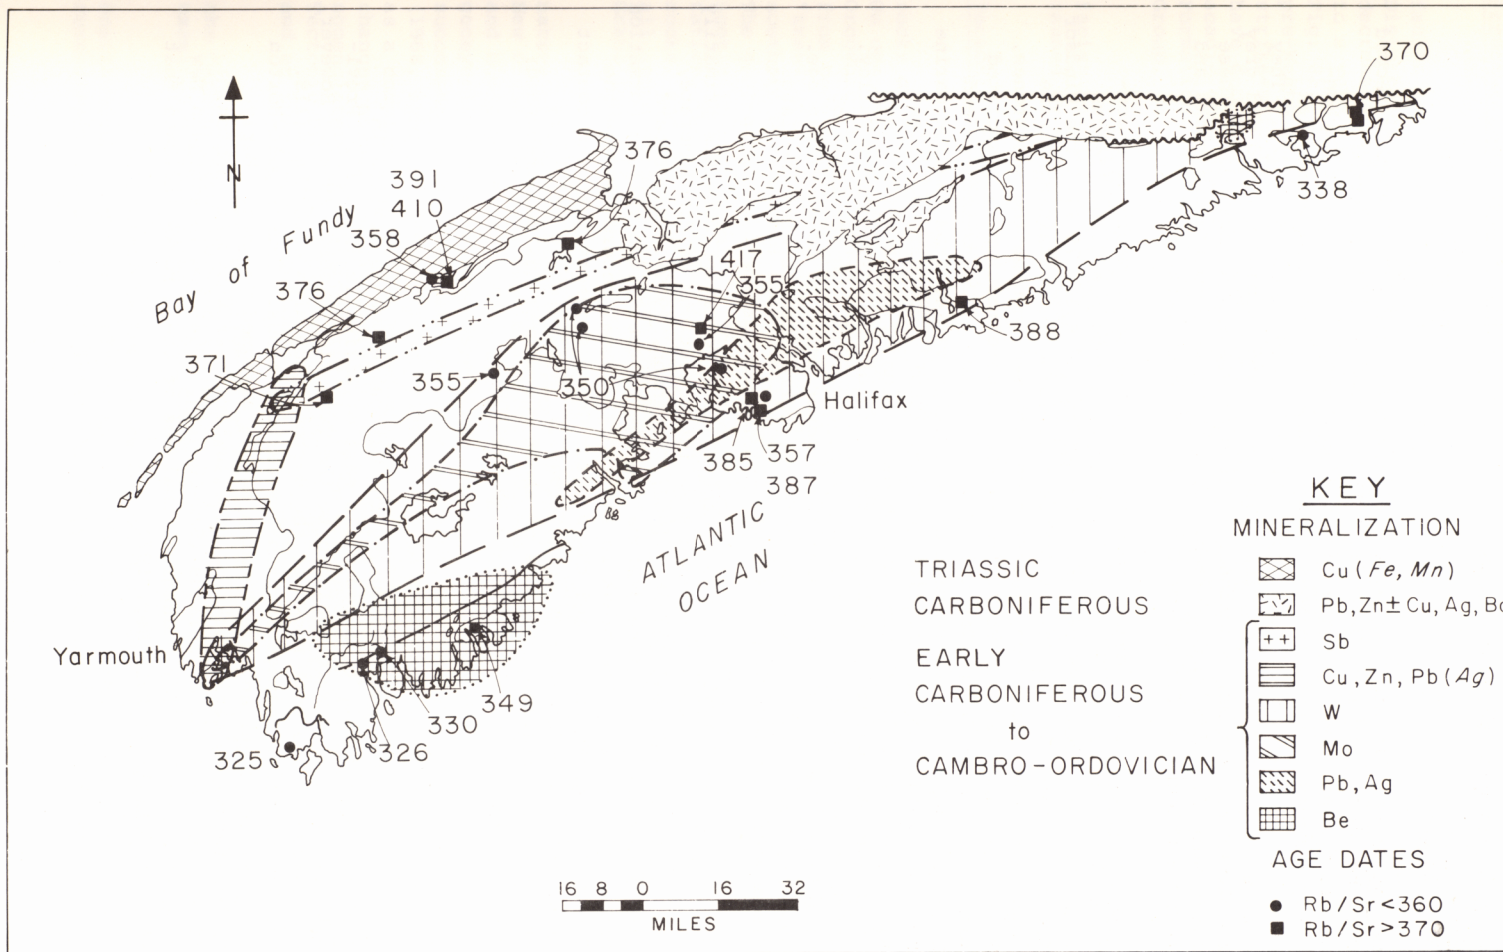 370
376
391
410
N
Bay of Fundy
358
338
417
355
376
388
371
355
350
Halifax
385
357
387
ATLANTIC
OCEAN
Yarmouth
349
330
326
325
KEY
MINERALIZATION
TRIASSIC
Cu (Fe, Mn)
CARBONIFEROUS
Pb, Zn ± Cu, Ag, Ba
EARLY
CARBONIFEROUS
to
CAMBRO-ORDOVICIAN
Sb
Cu, Zn, Pb (Ag)
W
Mo
Pb, Ag
Be
AGE DATES
Rb/Sr <360
Rb/Sr >370
16 8 0 16 32
MILES